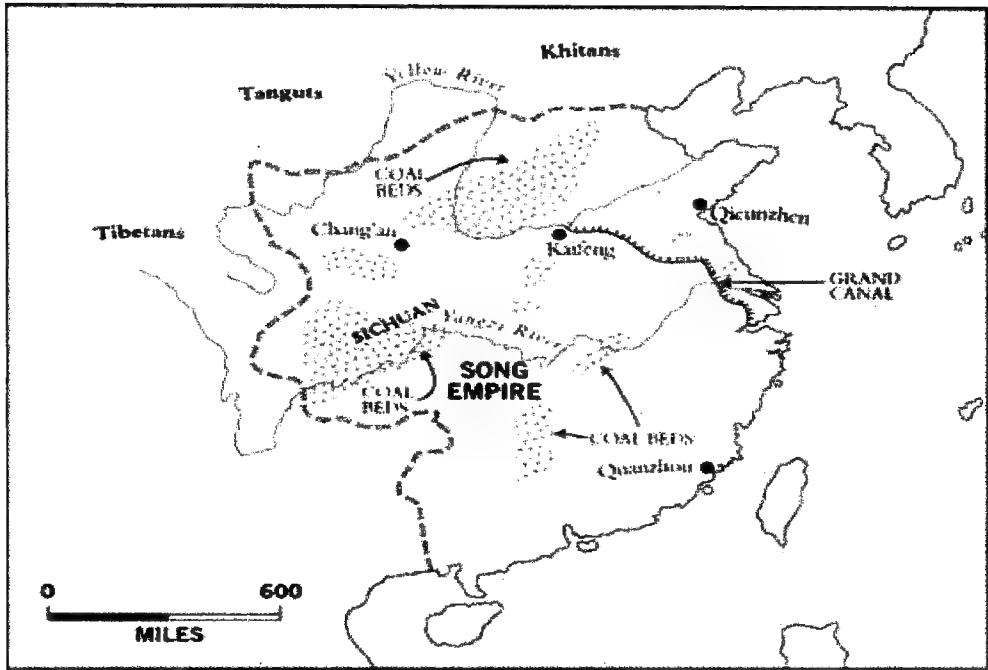 Khitans
Yellow River
Tanguts
COAL
BEDS
Tibetans
Chang'an
Kaifeng
Qicunzhen
GRAND
CANAL
SICHUAN
Yangzi River
SONG
EMPIRE
COAL
BEDS
COAL BEDS
Quanzhou
0 600
MILES